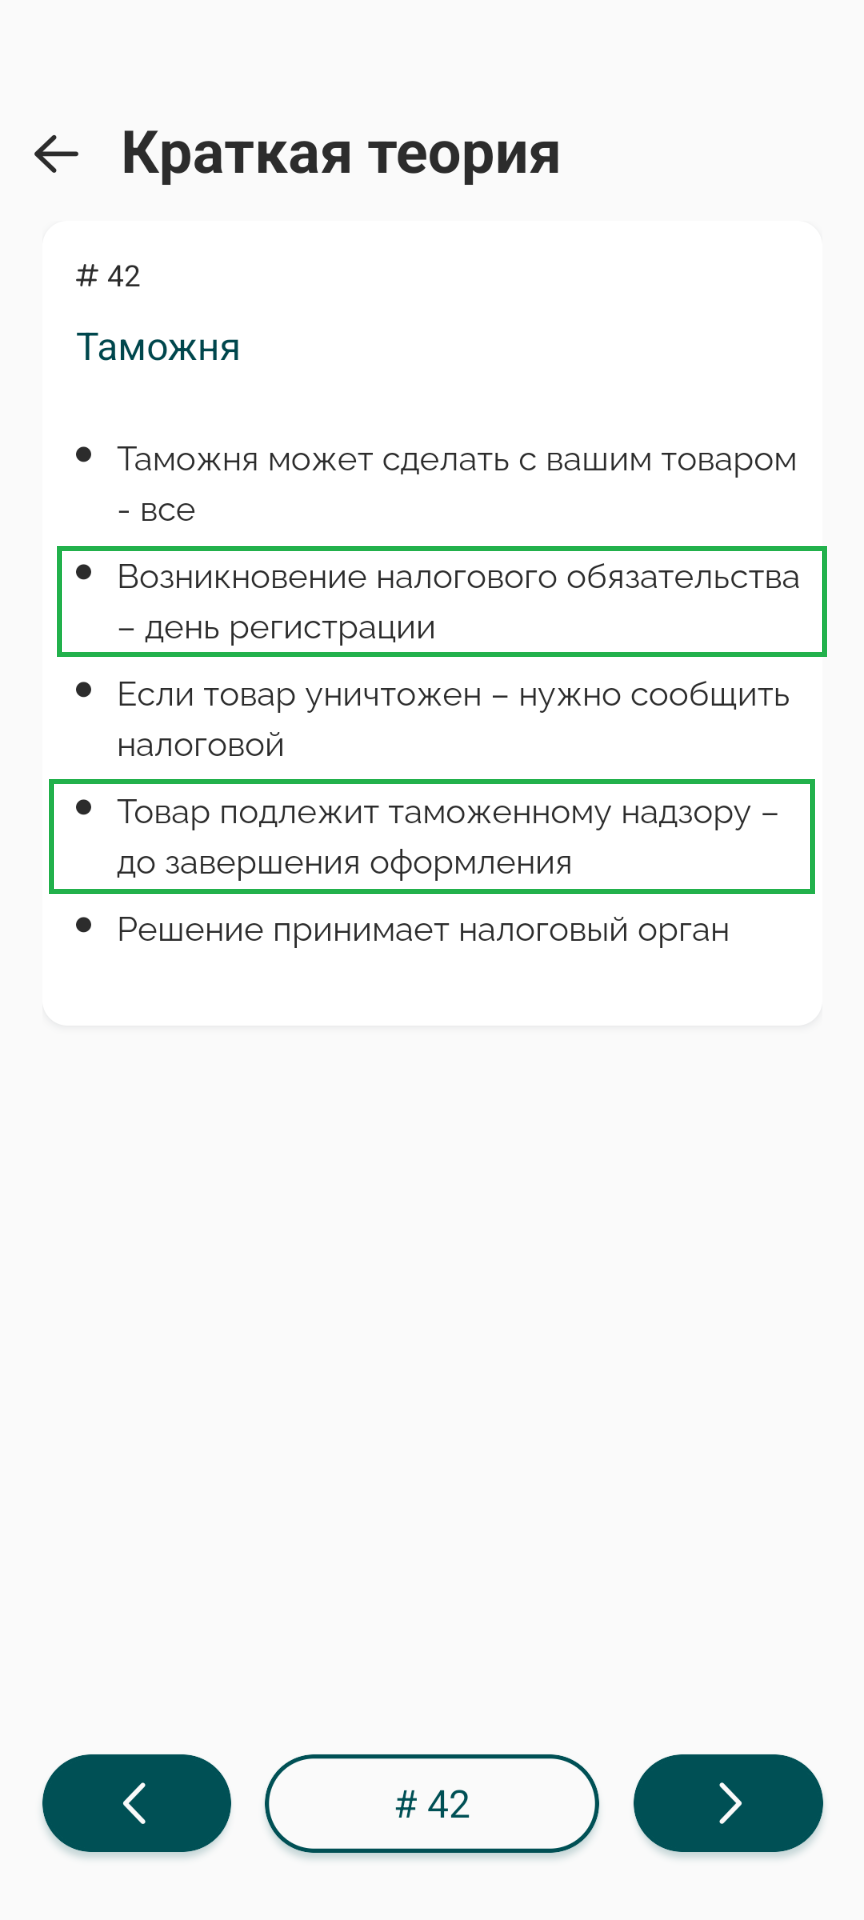 Краткая теория
# 42
Таможня
• Таможня может сделать с вашим товаром
- все
• Возникновение налогового обязательства
– день регистрации
• Если товар уничтожен – нужно сообщить
налоговой
• Товар подлежит таможенному надзору –
до завершения оформления
• Решение принимает налоговый орган
# 42